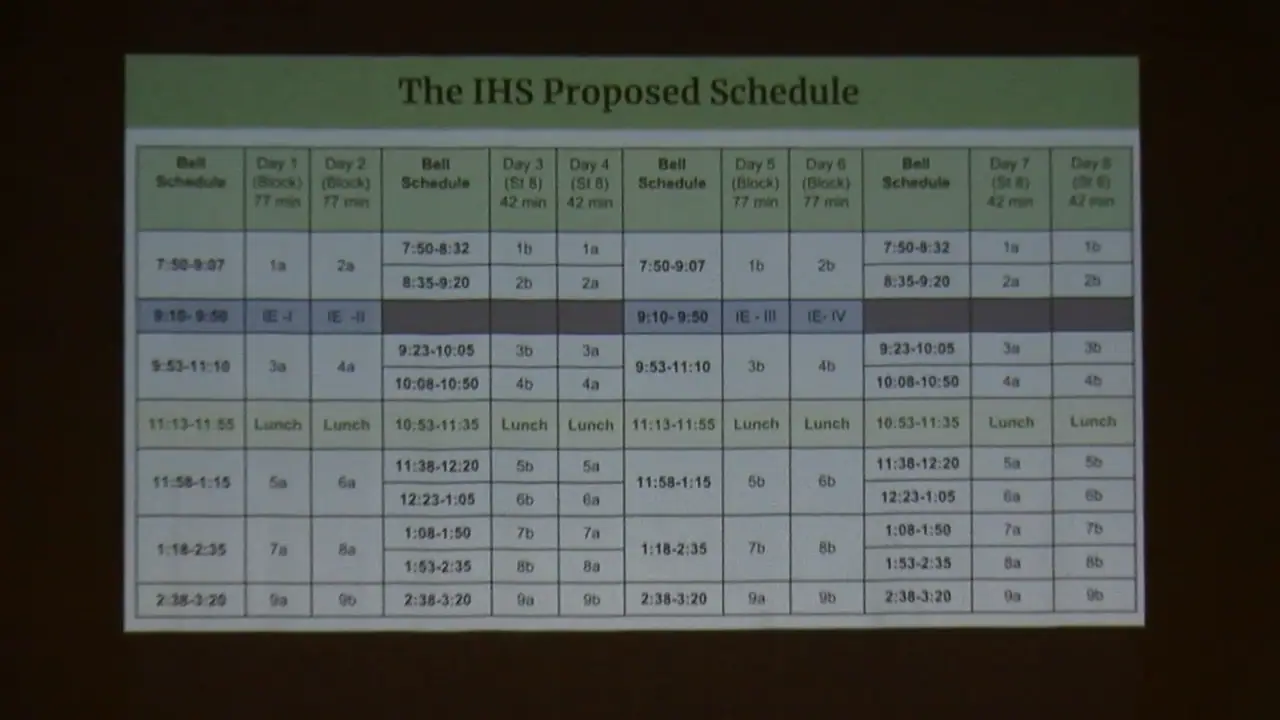 The IHS Proposed Schedule
Bell Schedule Day 1 (Block) 77 min Day 2 (Block) 77 min Bell Schedule Day 3 (St 8) 42 min Day 4 (St 8) 42 min Bell Schedule Day 5 (Block) 77 min Day 6 (Block) 77 min Bell Schedule Day 7 (St 8) 42 min Day 8 (St 8) 42 min
7:50-9:07 1a 2a 7:50-8:32 1b 1a 7:50-9:07 1b 2b 7:50-8:32 1a 1b
8:35-9:20 2b 2a 8:35-9:20 2a 2b
9:10- 9:50 IE -I IE -II 9:10- 9:50 IE - III IE- IV
9:53-11:10 3a 4a 9:23-10:05 3b 3a 9:53-11:10 3b 4b 9:23-10:05 3a 3b
10:08-10:50 4b 4a 10:08-10:50 4a 4b
11:13-11:55 Lunch Lunch 10:53-11:35 Lunch Lunch 11:13-11:55 Lunch Lunch 10:53-11:35 Lunch Lunch
11:58-1:15 5a 6a 11:38-12:20 5b 5a 11:58-1:15 5b 6b 11:38-12:20 5a 5b
12:23-1:05 6b 6a 12:23-1:05 6a 6b
1:18-2:35 7a 8a 1:08-1:50 7b 7a 1:18-2:35 7b 8b 1:08-1:50 7a 7b
1:53-2:35 8b 8a 1:53-2:35 8a 8b
2:38-3:20 9a 9b 2:38-3:20 9a 9b 2:38-3:20 9a 9b 2:38-3:20 9a 9b